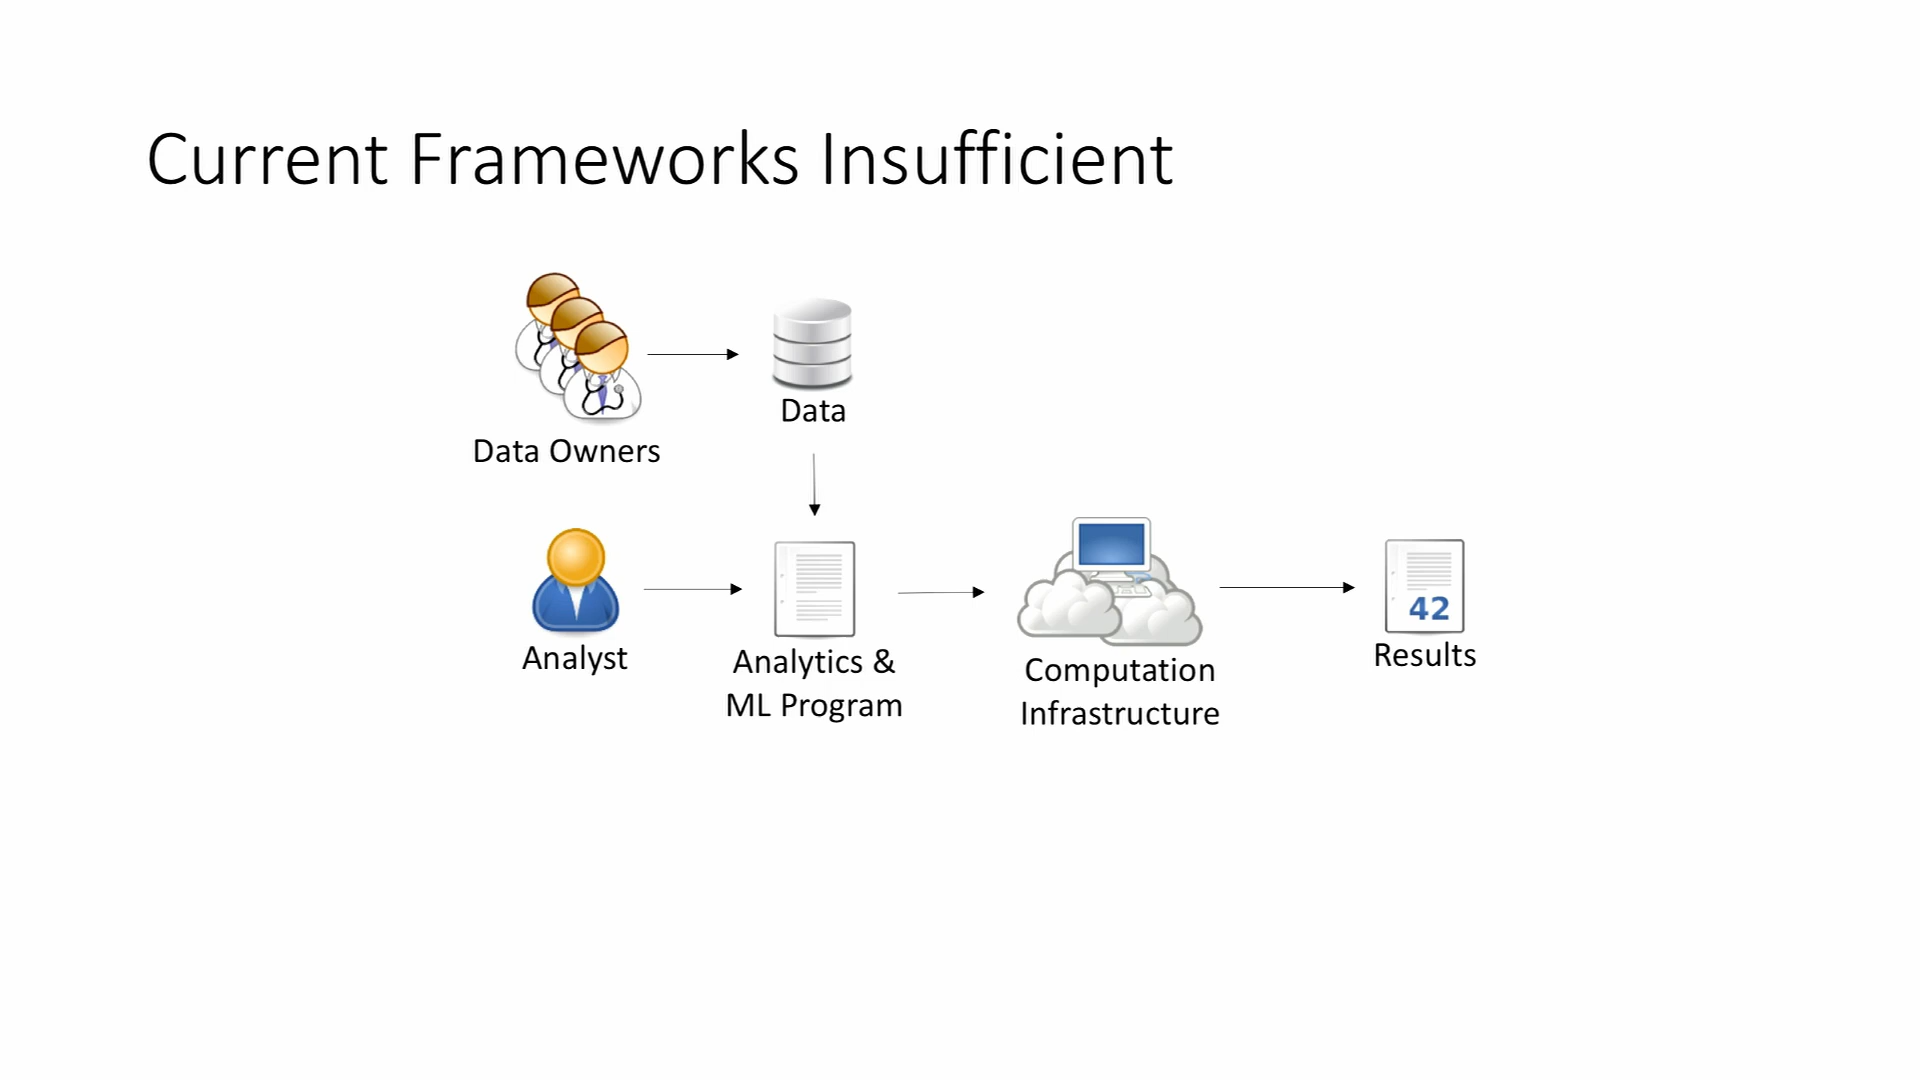 Current Frameworks Insufficient
Data
Data Owners
Analyst
Analytics &
ML Program
Computation
Infrastructure
42
Results